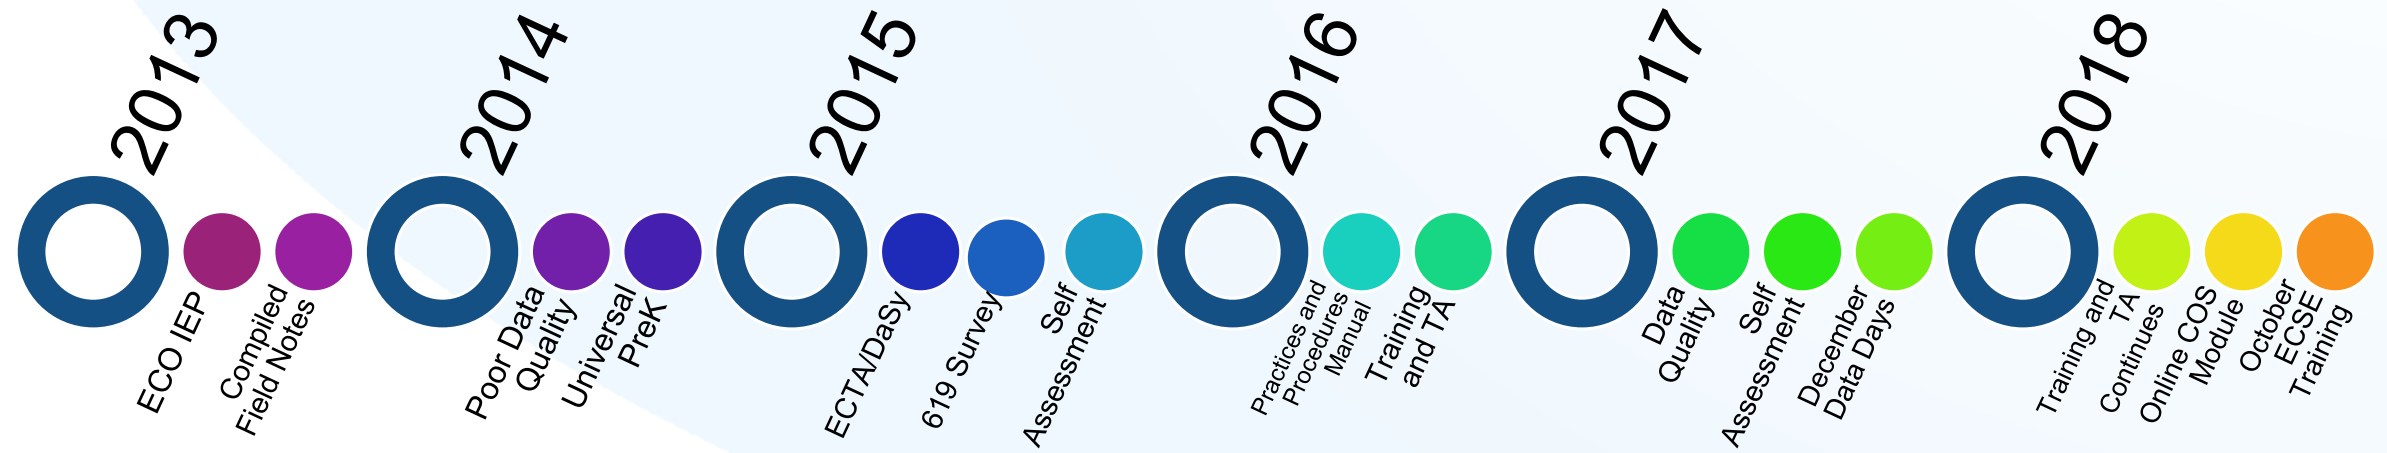 2013
ECO IEP
Compiled
Field Notes
2014
Poor Data
Quality
Universal
PreK
2015
ECTA/DaSy
619 Survey
Self
Assessment
2016
Practices and
Procedures
Manual
Training
and TA
2017
Data
Quality
Self
Assessment
December
Data Days
2018
Training and
TA
Continues
Online COS
Module
October
ECSE
Training